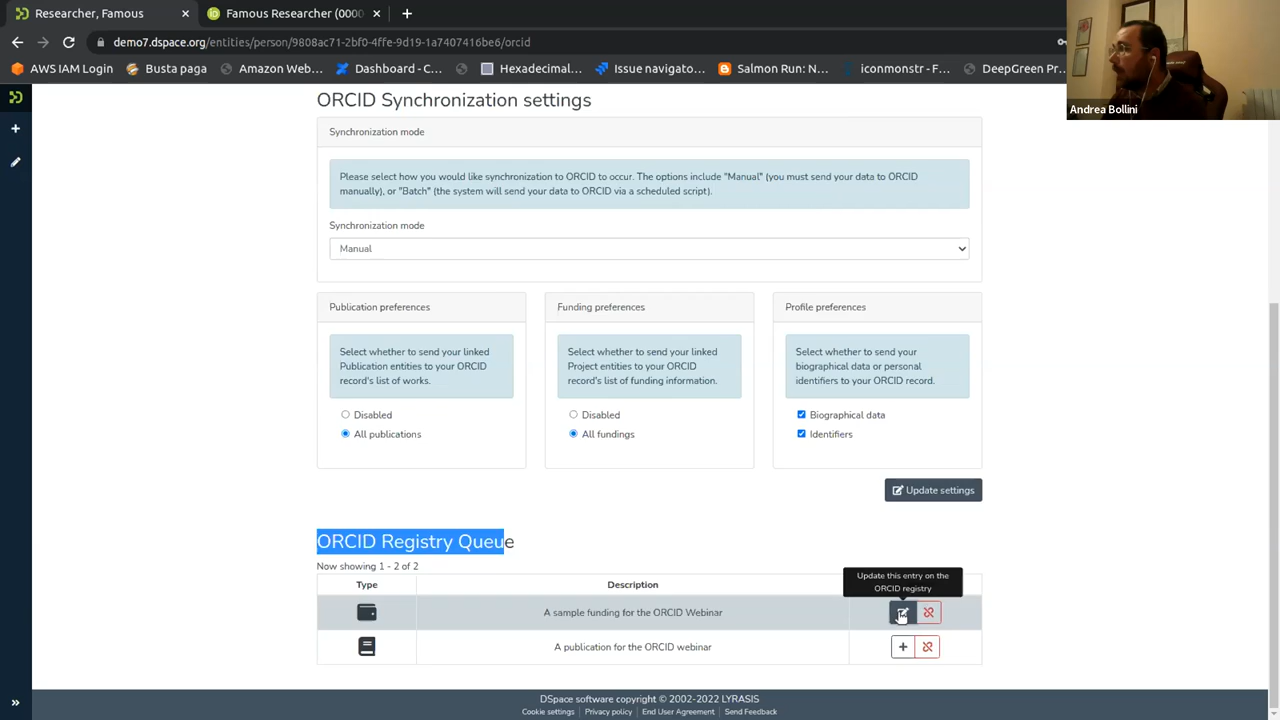 Researcher, Famous
Famous Researcher (0000
demo7.dspace.org/entities/person/9808ac71-2bf0-4ffe-9d19-1a7407416be6/orcid
AWS IAM Login
Busta paga
Amazon Web...
Dashboard - C...
Hexadecimal...
Issue navigato...
Salmon Run: N...
iconmonstr - F...
DeepGreen Pr...
Andrea Bollini
ORCID Synchronization settings
Synchronization mode
Please select how you would like synchronization to ORCID to occur. The options include "Manual" (you must send your data to ORCID
manually), or "Batch" (the system will send your data to ORCID via a scheduled script).
Synchronization mode
Manual
Publication preferences
Select whether to send your linked
Publication entities to your ORCID
record's list of works.
Disabled
All publications
Funding preferences
Select whether to send your linked
Project entities to your ORCID
record's list of funding information.
Disabled
All fundings
Profile preferences
Select whether to send your
biographical data or personal
identifiers to your ORCID record.
Biographical data
Identifiers
Update settings
ORCID Registry Queue
Now showing 1 - 2 of 2
Update this entry on the
ORCID registry
Type
Description
A sample funding for the ORCID Webinar
A publication for the ORCID webinar
DSpace software copyright © 2002-2022 LYRASIS
Cookie settings
Privacy policy
End User Agreement
Send Feedback